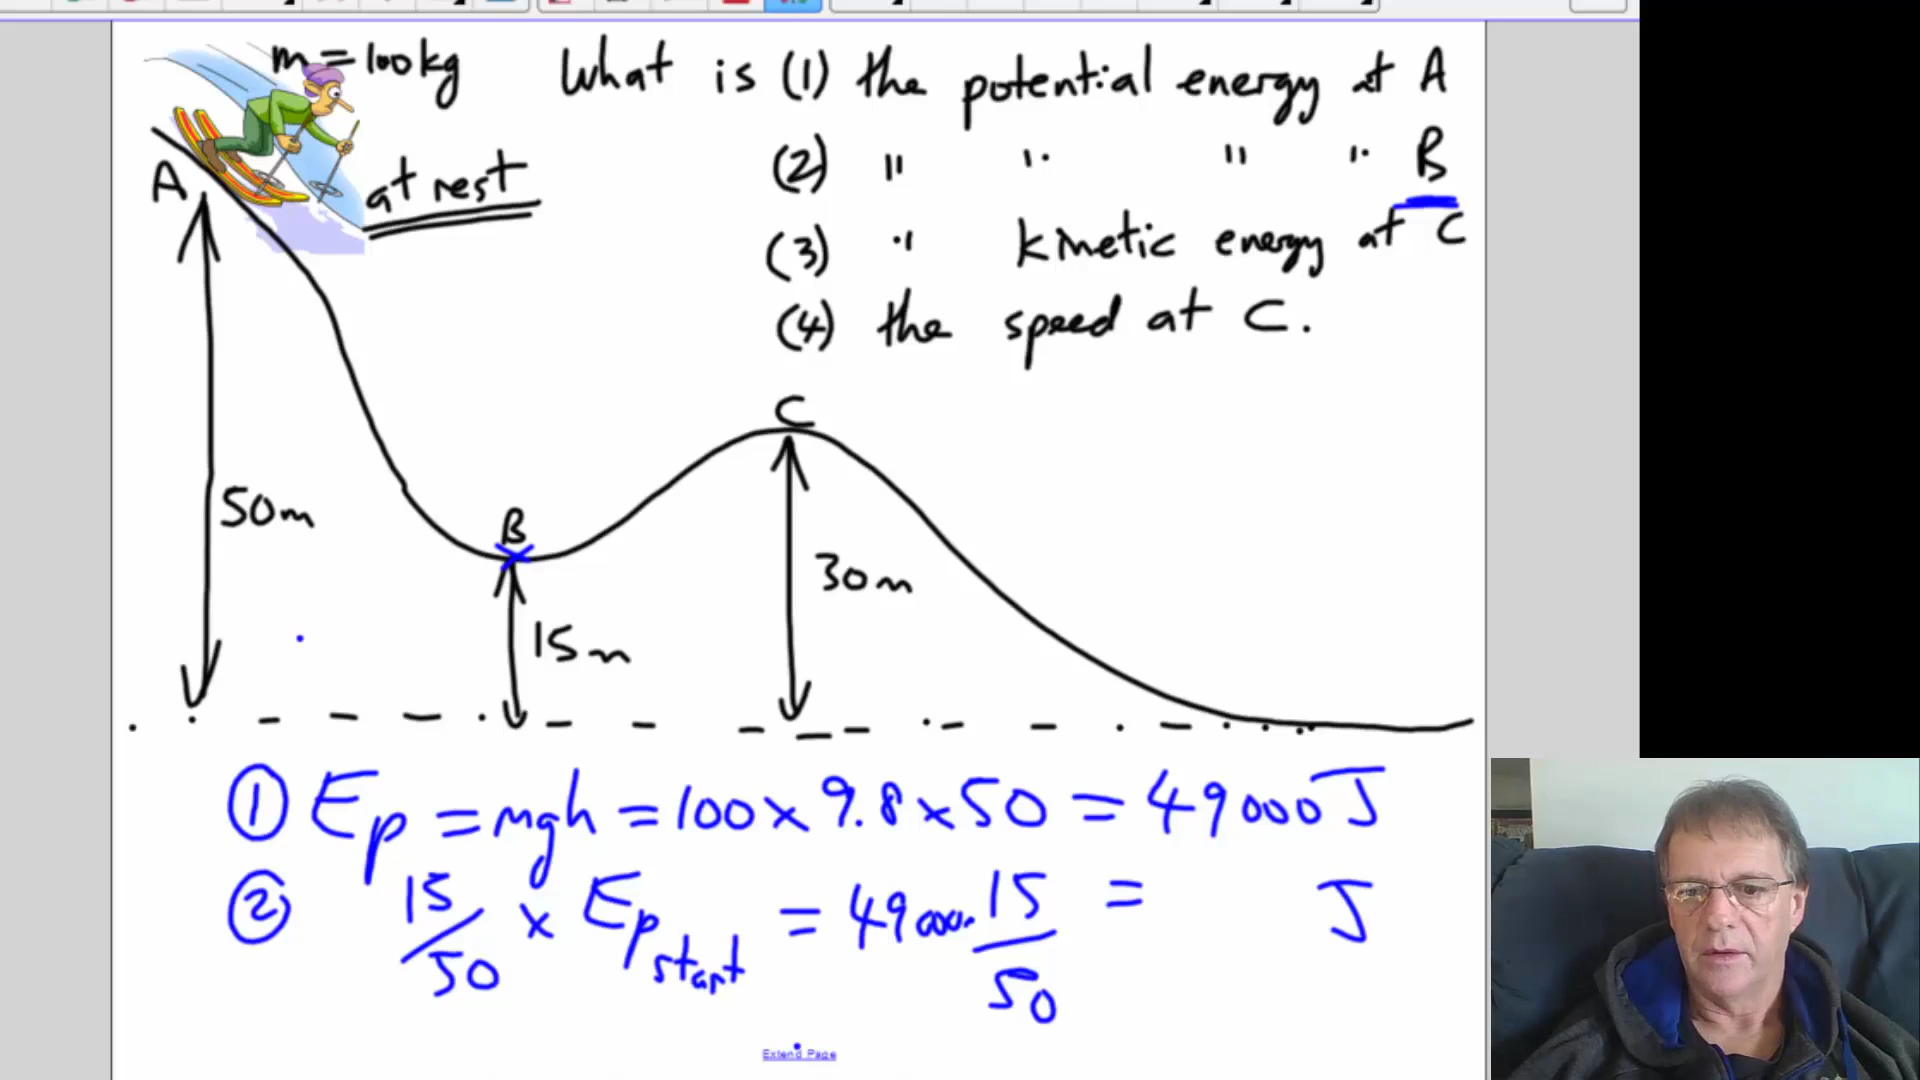 m = 100kg
What is (1) the potential energy at A
(2) " " " " B
(3) " kinetic energy at C
(4) the speed at C.
A
at rest
C
50m
B
30m
15m
① Ep = mgh = 100 x 9.8 x 50 = 49000 J
② 15/50 x Ep start = 49000 . 15/50 = J
Extend Page